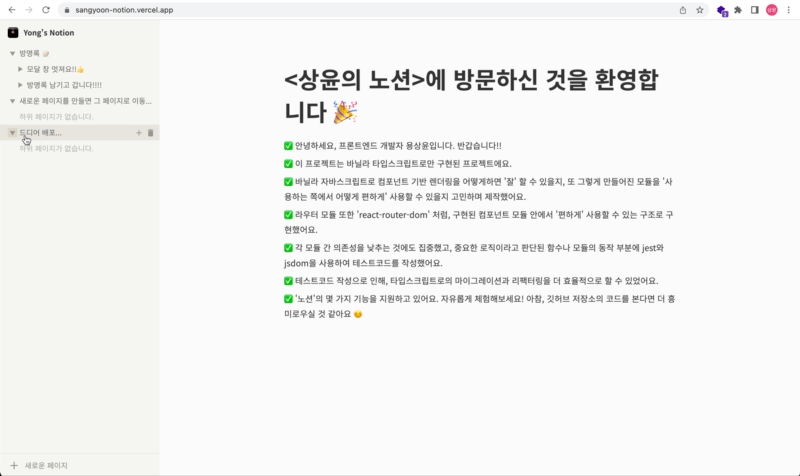 sangyoon-notion.vercel.app
Yong's Notion
방명록 📝
모달 참 멋져요!!👍
방명록 남기고 갑니다!!!!
새로운 페이지를 만들면 그 페이지로 이동...
하위 페이지가 없습니다.
드디어 배포...
하위 페이지가 없습니다.
새로운 페이지
<상윤의 노션>에 방문하신 것을 환영합
니다 🎉
✅ 안녕하세요, 프론트엔드 개발자 용상윤입니다. 반갑습니다!!
✅ 이 프로젝트는 바닐라 타입스크립트로만 구현된 프로젝트에요.
✅ 바닐라 자바스크립트로 컴포넌트 기반 렌더링을 어떻게하면 '잘' 할 수 있을지, 또 그렇게 만들어진 모듈을 '사
용하는 쪽에서 어떻게 편하게' 사용할 수 있을지 고민하며 제작했어요.
✅ 라우터 모듈 또한 'react-router-dom' 처럼, 구현된 컴포넌트 모듈 안에서 '편하게' 사용할 수 있는 구조로 구
현했어요.
✅ 각 모듈 간 의존성을 낮추는 것에도 집중했고, 중요한 로직이라고 판단된 함수나 모듈의 동작 부분에 jest와
jsdom을 사용하여 테스트코드를 작성했어요.
✅ 테스트코드 작성으로 인해, 타입스크립트로의 마이그레이션과 리팩터링을 더 효율적으로 할 수 있었어요.
✅ '노션'의 몇 가지 기능을 지원하고 있어요. 자유롭게 체험해보세요! 아참, 깃허브 저장소의 코드를 본다면 더 흥
미로우실 것 같아요 😊